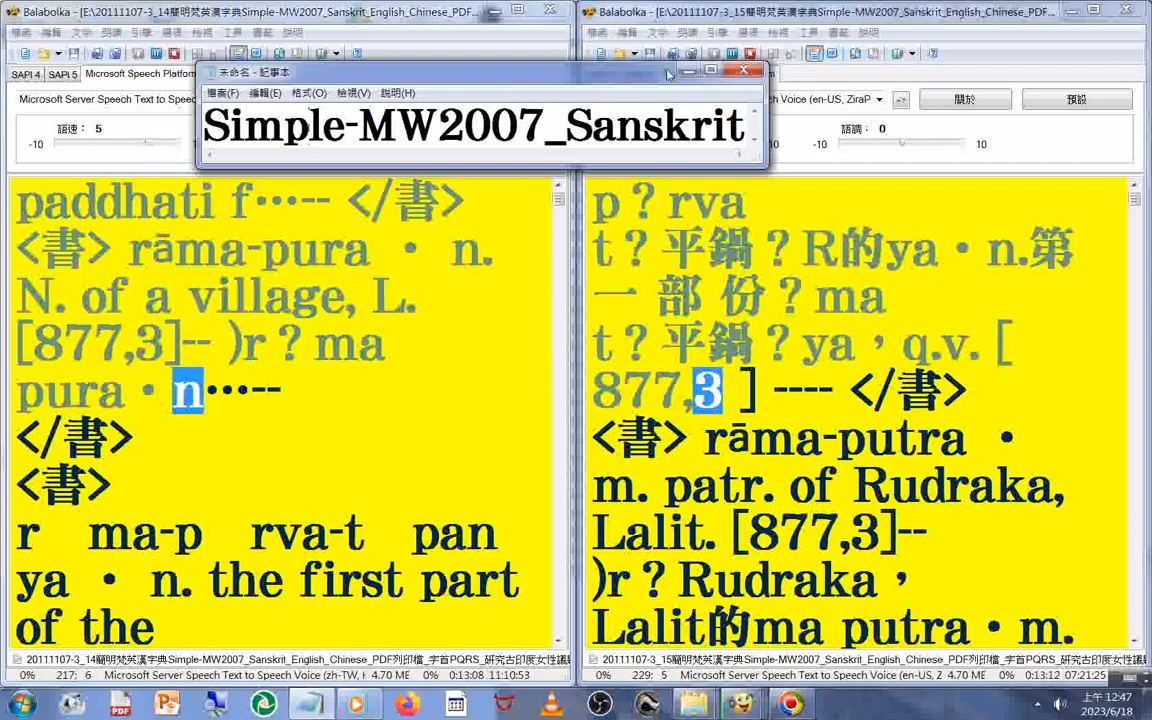 Balabolka - [E:\20111107-3_14簡明梵英漢字典Simple-MW2007_Sanskrit_English_Chinese_PDF...
Balabolka - [E:\20111107-3_15簡明梵英漢字典Simple-MW2007_Sanskrit_English_Chinese_PDF...
SAPI 4 SAPI 5 Microsoft Speech Platform
未命名 - 記事本
檔案(F) 編輯(E) 格式(O) 檢視(V) 說明(H)
Simple-MW2007_Sanskrit
Microsoft Server Speech Text to Spee
Voice (en-US, ZiraP
關於
預設
語速： 5
-10
語調： 0
-10 10
paddhati f…-- </書>
<書> rāma-pura ‧ n.
N. of a village, L.
[877,3]-- )r？ma
pura‧n…--
</書>
<書>
r ma-p rva-t pan
ya ‧ n. the first part
of the
p？rva
t？平鍋？R的ya‧n.第
一 部 份？ma
t？平鍋？ya，q.v. [
877,3 ] ---- </書>
<書> rāma-putra ‧
m. patr. of Rudraka,
Lalit. [877,3]--
)r？Rudraka，
Lalit的ma putra‧m.
20111107-3_14簡明梵英漢字典Simple-MW2007_Sanskrit_English_Chinese_PDF列印檔_字首PQRS_研究古印度女性議
20111107-3_15簡明梵英漢字典Simple-MW2007_Sanskrit_English_Chinese_PDF列印檔_字首PQRS_研究古印度女性議
0% 217; 6 Microsoft Server Speech Text to Speech Voice (zh-TW, H 4.70 ME 0% 0:13:08 11:10:53
0% 229; 5 Microsoft Server Speech Text to Speech Voice (en-US, Z 4.70 ME 0% 0:13:12 07:21:25
上午 12:47
2023/6/18